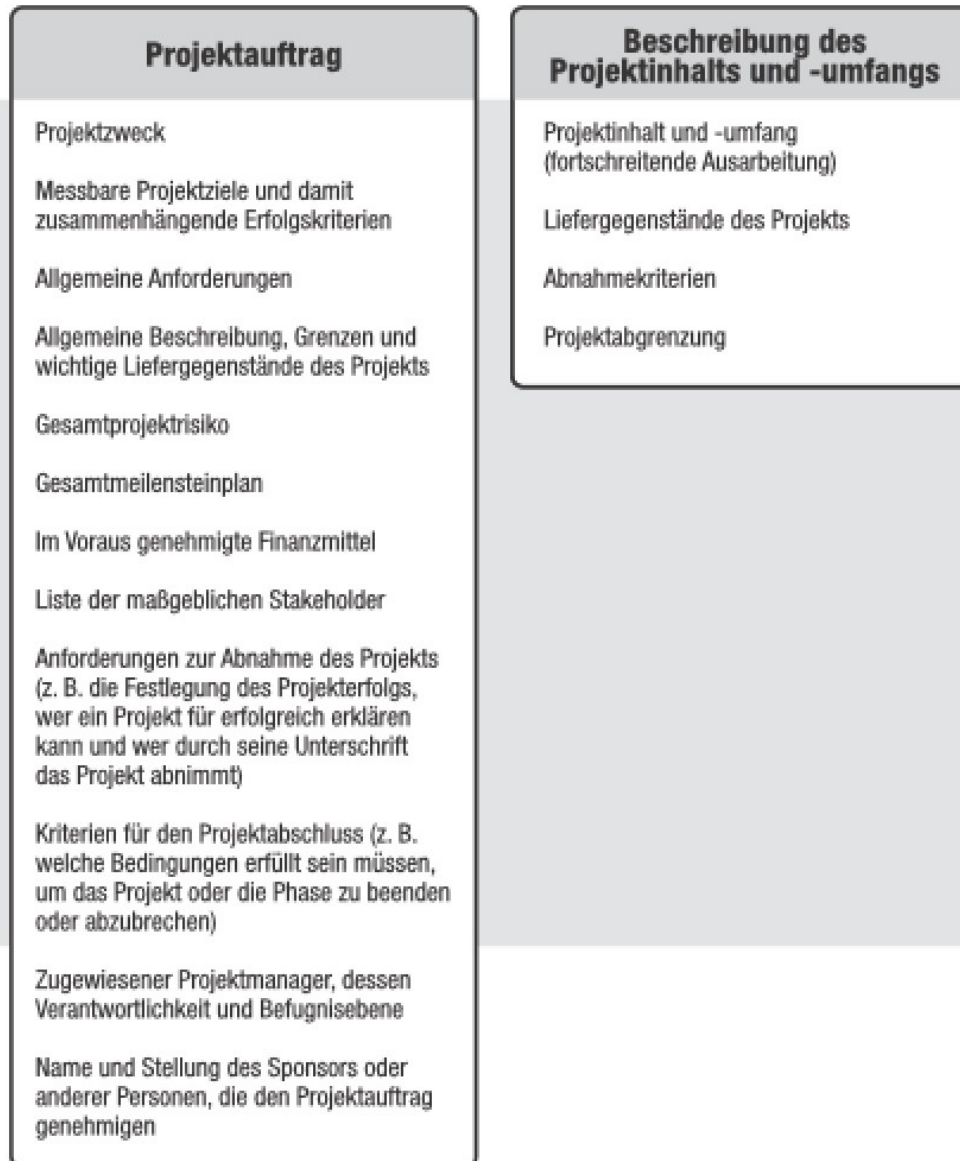 Projektauftrag
Projektzweck
Messbare Projektziele und damit
zusammenhängende Erfolgskriterien
Allgemeine Anforderungen
Allgemeine Beschreibung, Grenzen und
wichtige Liefergegenstände des Projekts
Gesamtprojektrisiko
Gesamtmeilensteinplan
Im Voraus genehmigte Finanzmittel
Liste der maßgeblichen Stakeholder
Anforderungen zur Abnahme des Projekts
(z. B. die Festlegung des Projekterfolgs,
wer ein Projekt für erfolgreich erklären
kann und wer durch seine Unterschrift
das Projekt abnimmt)
Kriterien für den Projektabschluss (z. B.
welche Bedingungen erfüllt sein müssen,
um das Projekt oder die Phase zu beenden
oder abzubrechen)
Zugewiesener Projektmanager, dessen
Verantwortlichkeit und Befugnisebene
Name und Stellung des Sponsors oder
anderer Personen, die den Projektauftrag
genehmigen
Beschreibung des
Projektinhalts und -umfangs
Projektinhalt und -umfang
(fortschreitende Ausarbeitung)
Liefergegenstände des Projekts
Abnahmekriterien
Projektabgrenzung